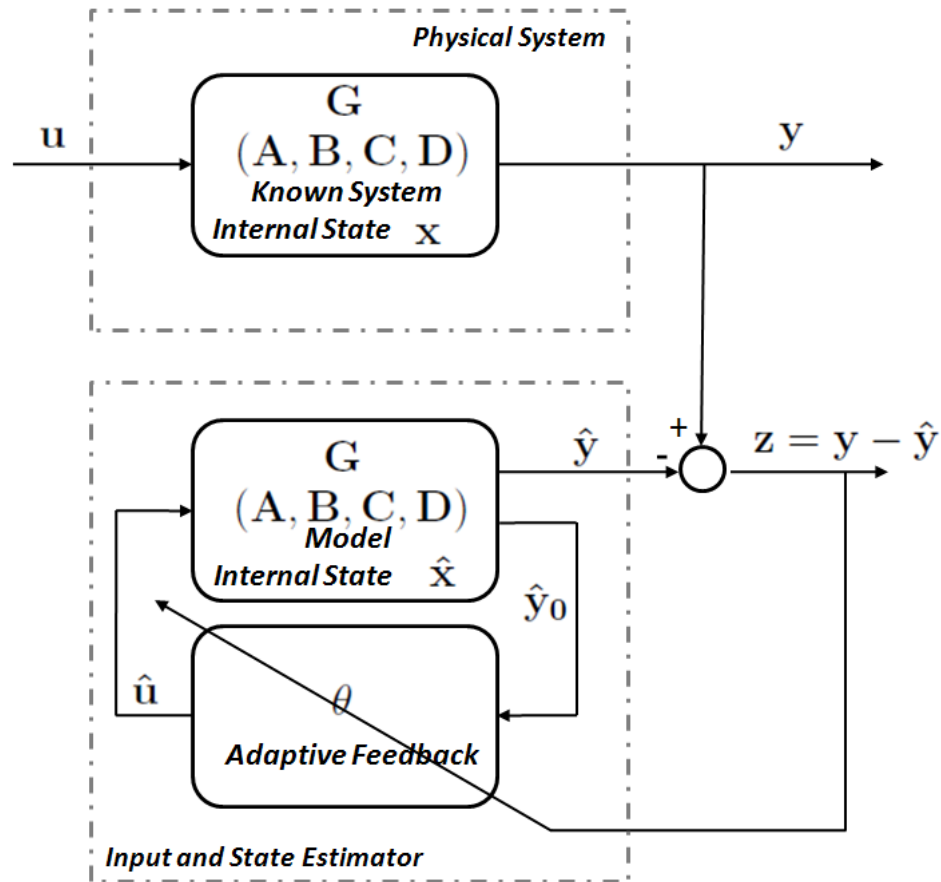 Physical System
u
G
(A, B, C, D)
Known System
Internal State x
y
+
-
z = y − ŷ
ŷ
G
(A, B, C, D)
Model
Internal State x̂
ŷ₀
û
θ
Adaptive Feedback
Input and State Estimator